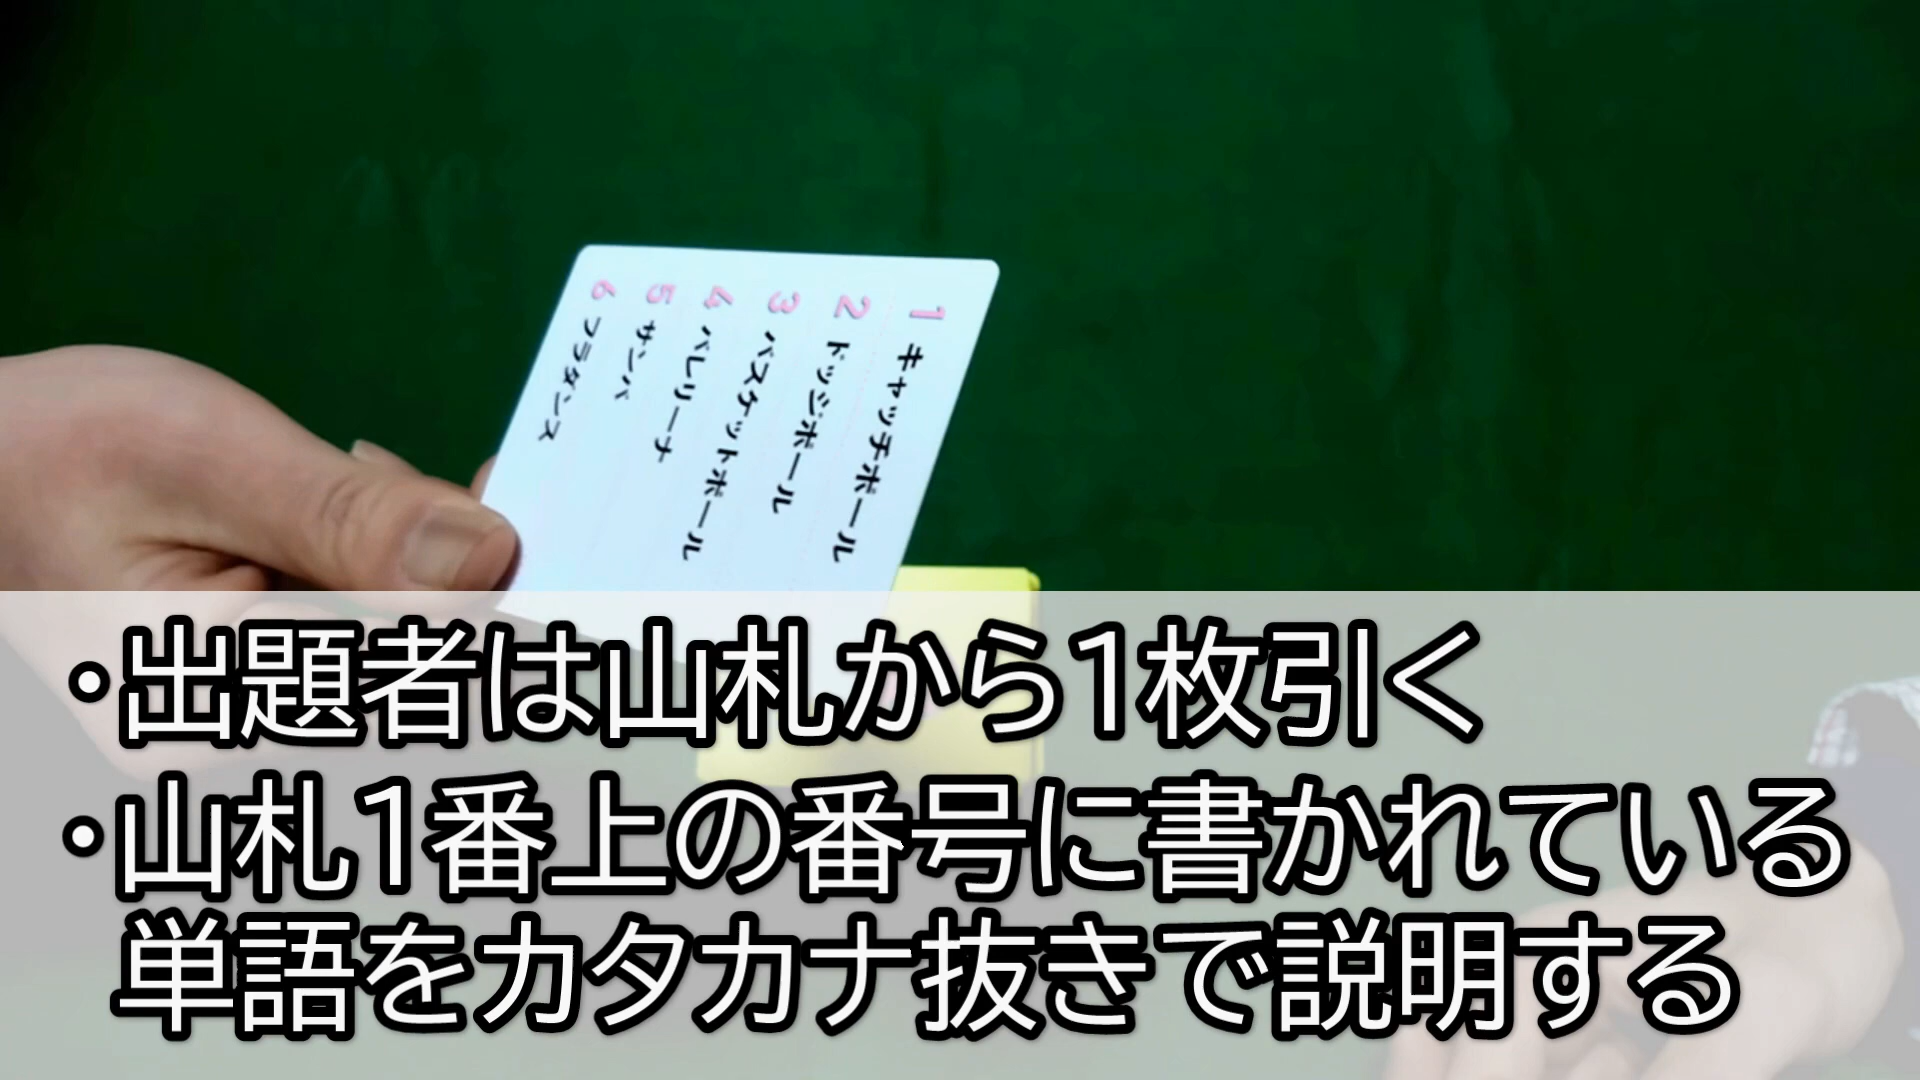 1 キャッチボール
2 ドッジボール
3 バスケットボール
4 バレリーナ
5 サンバ
6 フラダンス
・出題者は山札から1枚引く
・山札1番上の番号に書かれている
単語をカタカナ抜きで説明する